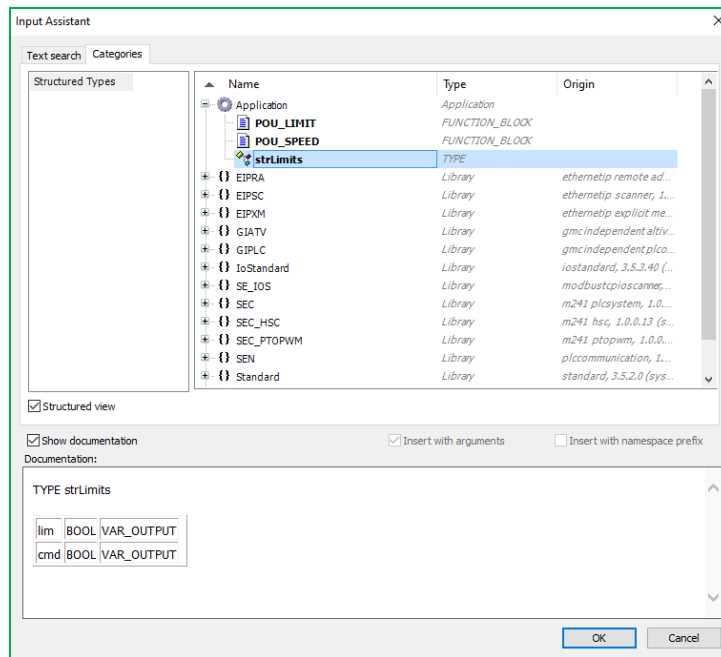 Input Assistant
Text search Categories
Structured Types
Name Type Origin
Application Application
POU_LIMIT FUNCTION_BLOCK
POU_SPEED FUNCTION_BLOCK
strLimits TYPE
{} EIPRA Library ethernetip remote ad...
{} EIPSC Library ethernetip scanner, 1....
{} EIPXM Library ethernetip explicit me...
{} GIATV Library gmc independent altiv...
{} GIPLC Library gmc independent plco...
{} IoStandard Library iostandard, 3.5.3.40 (...
{} SE_IOS Library modbustcpioscanner,...
{} SEC Library m241 plcsystem, 1.0....
{} SEC_HSC Library m241 hsc, 1.0.0.13 (s...
{} SEC_PTOPWM Library m241 ptopwm, 1.0.0....
{} SEN Library plccommunication, 1....
{} Standard Library standard, 3.5.2.0 (sys...
Structured view
Show documentation Insert with arguments Insert with namespace prefix
Documentation:
TYPE strLimits
lim BOOL VAR_OUTPUT
cmd BOOL VAR_OUTPUT
OK Cancel